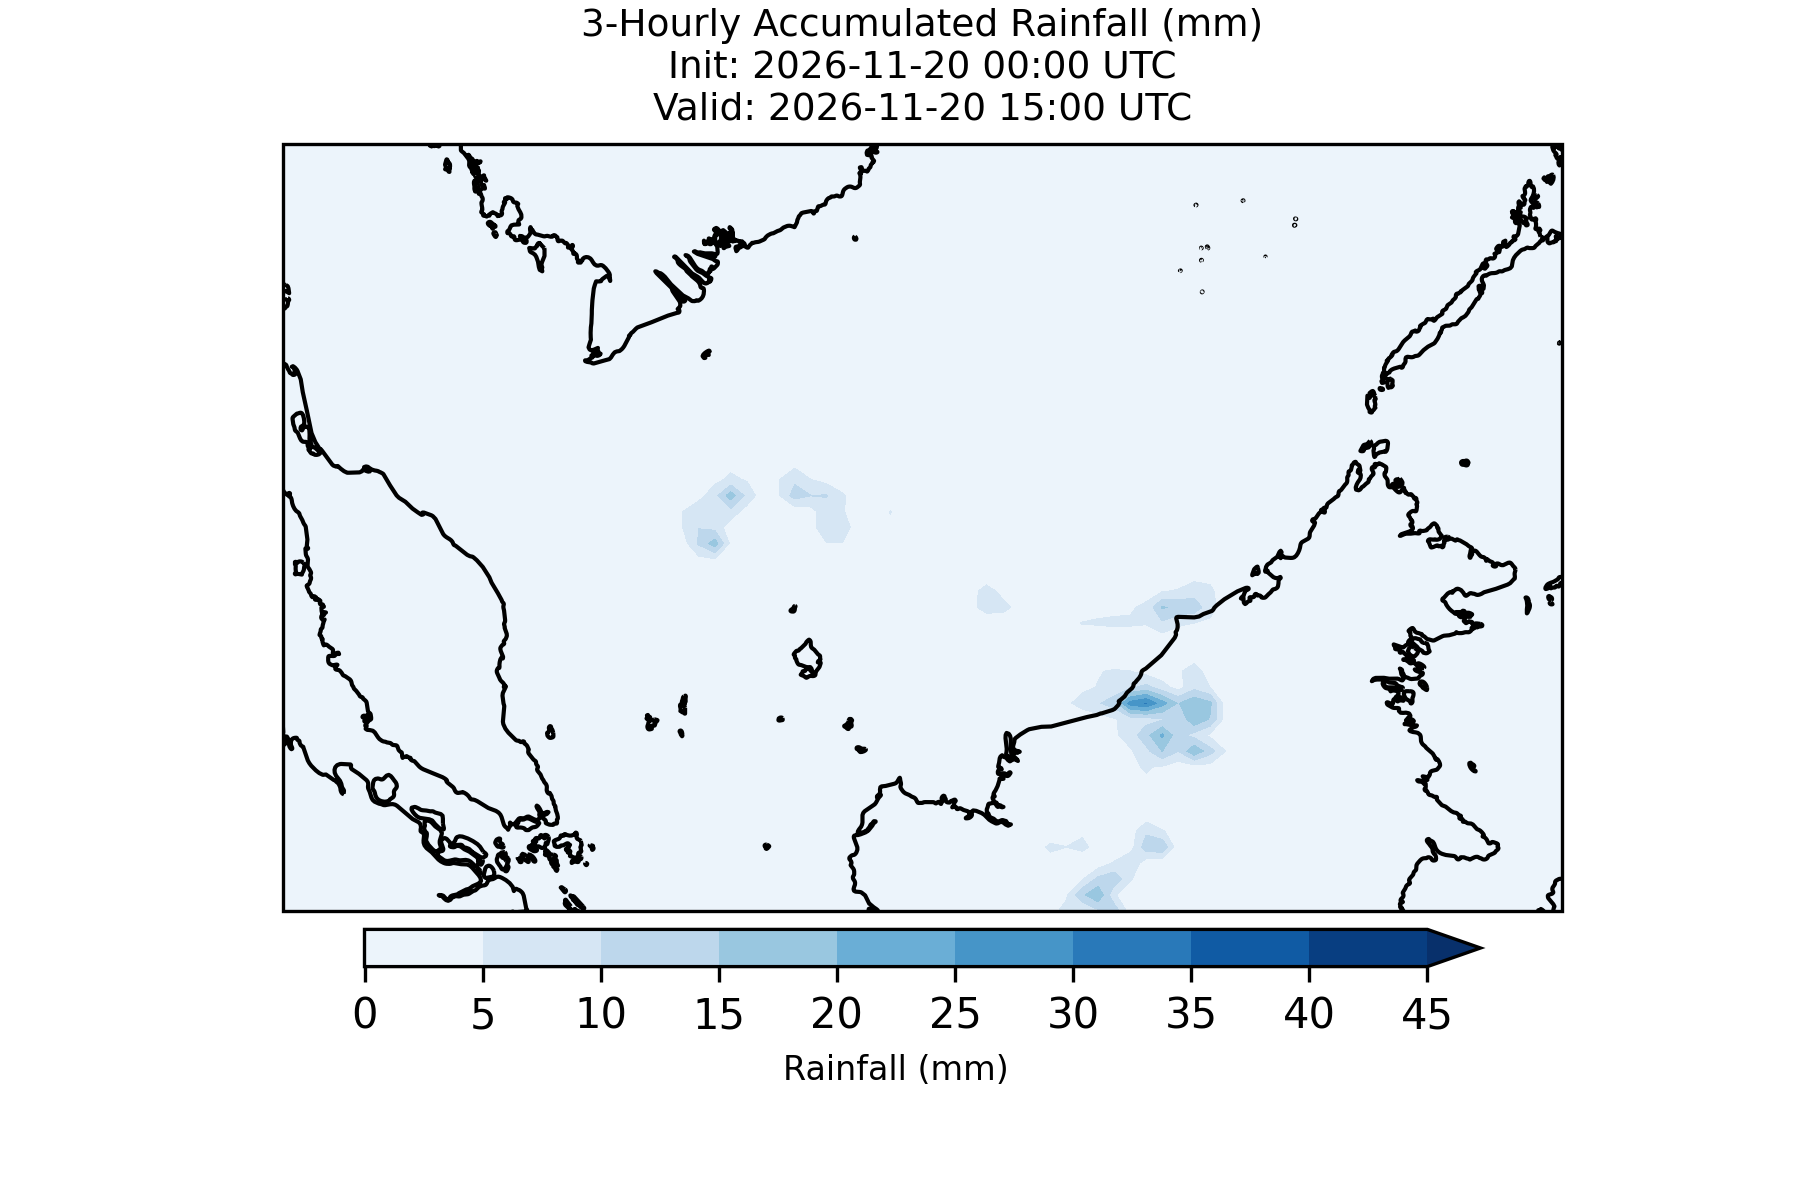 3-Hourly Accumulated Rainfall (mm)
Init: 2026-11-20 00:00 UTC
Valid: 2026-11-20 15:00 UTC
0 5 10 15 20 25 30 35 40 45
Rainfall (mm)